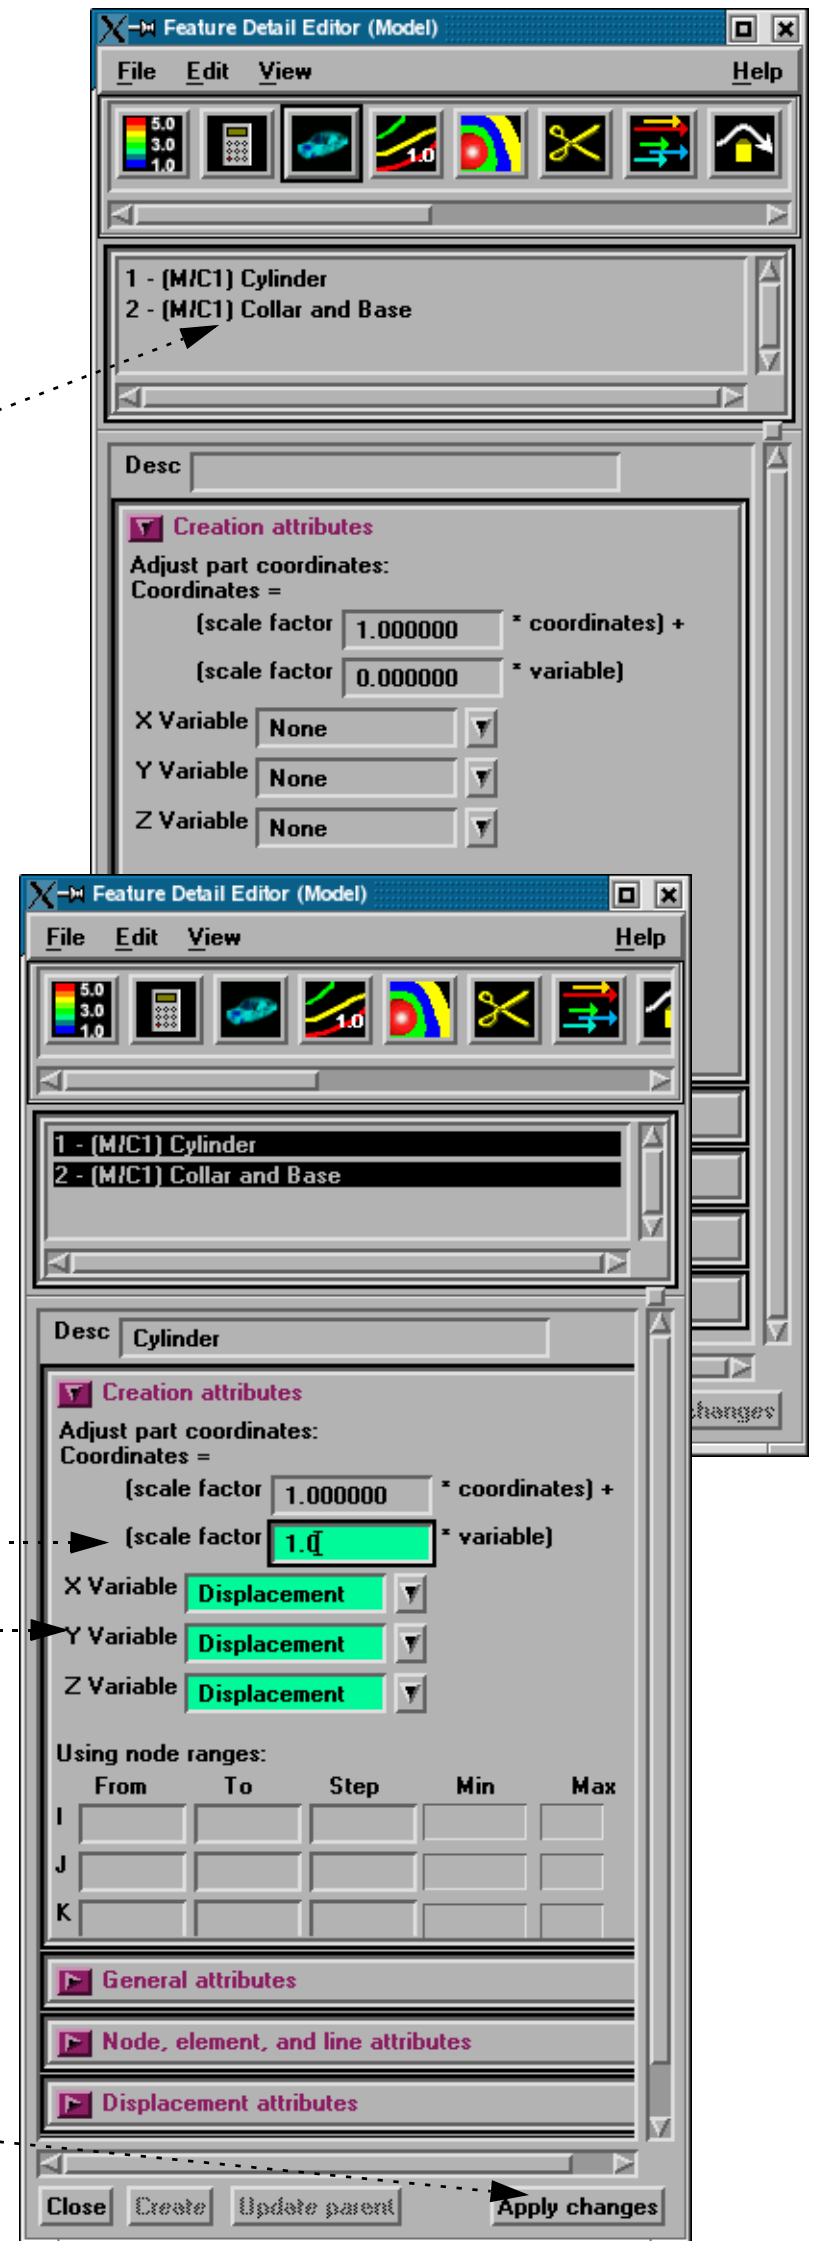 Feature Detail Editor (Model)
File Edit View Help
5.0
3.0
1.0
1.0
1 - (M/C1) Cylinder
2 - (M/C1) Collar and Base
Desc
Creation attributes
Adjust part coordinates:
Coordinates =
(scale factor 1.000000 * coordinates) +
(scale factor 0.000000 * variable)
X Variable None
Y Variable None
Z Variable None
changes
Feature Detail Editor (Model)
File Edit View Help
5.0
3.0
1.0
1.0
1 - (M/C1) Cylinder
2 - (M/C1) Collar and Base
Desc Cylinder
Creation attributes
Adjust part coordinates:
Coordinates =
(scale factor 1.000000 * coordinates) +
(scale factor 1.0 * variable)
X Variable Displacement
Y Variable Displacement
Z Variable Displacement
Using node ranges:
From To Step Min Max
I
J
K
General attributes
Node, element, and line attributes
Displacement attributes
Close Create Update parent Apply changes